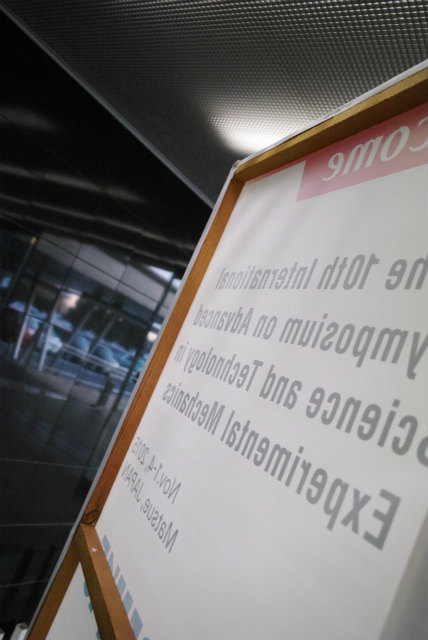 come
he 10th International
ymposium on Advanced
Science and Technology in
Experimental Mechanics
Nov.1-4, 2015
Matsue, JAPAN